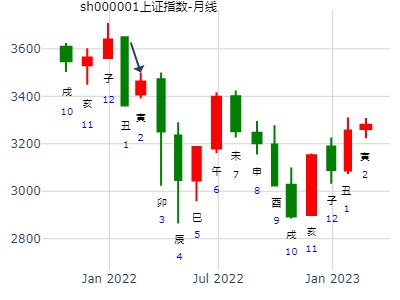 sh000001上证指数-月线
3600
3400
3200
3000
2800
戌
10
亥
11
子
12
丑
1
寅
2
卯
3
辰
4
巳
5
午
6
未
7
申
8
酉
9
戌
10
亥
11
子
12
丑
1
寅
2
Jan 2022
Jul 2022
Jan 2023